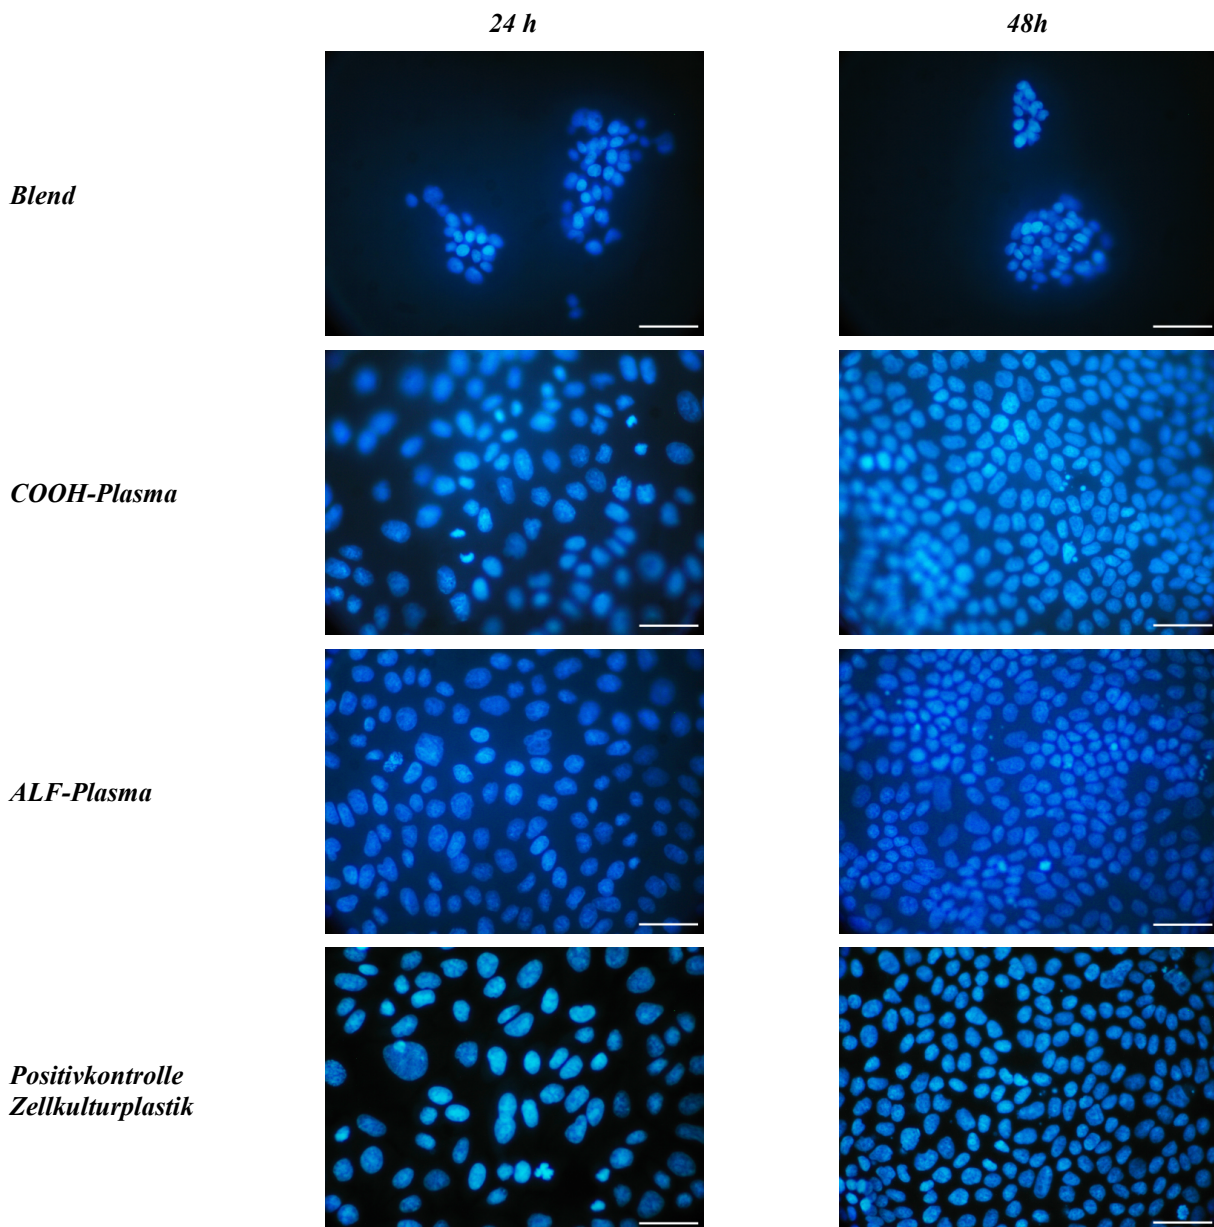 24 h
48h
Blend
COOH-Plasma
ALF-Plasma
Positivkontrolle
Zellkulturplastik